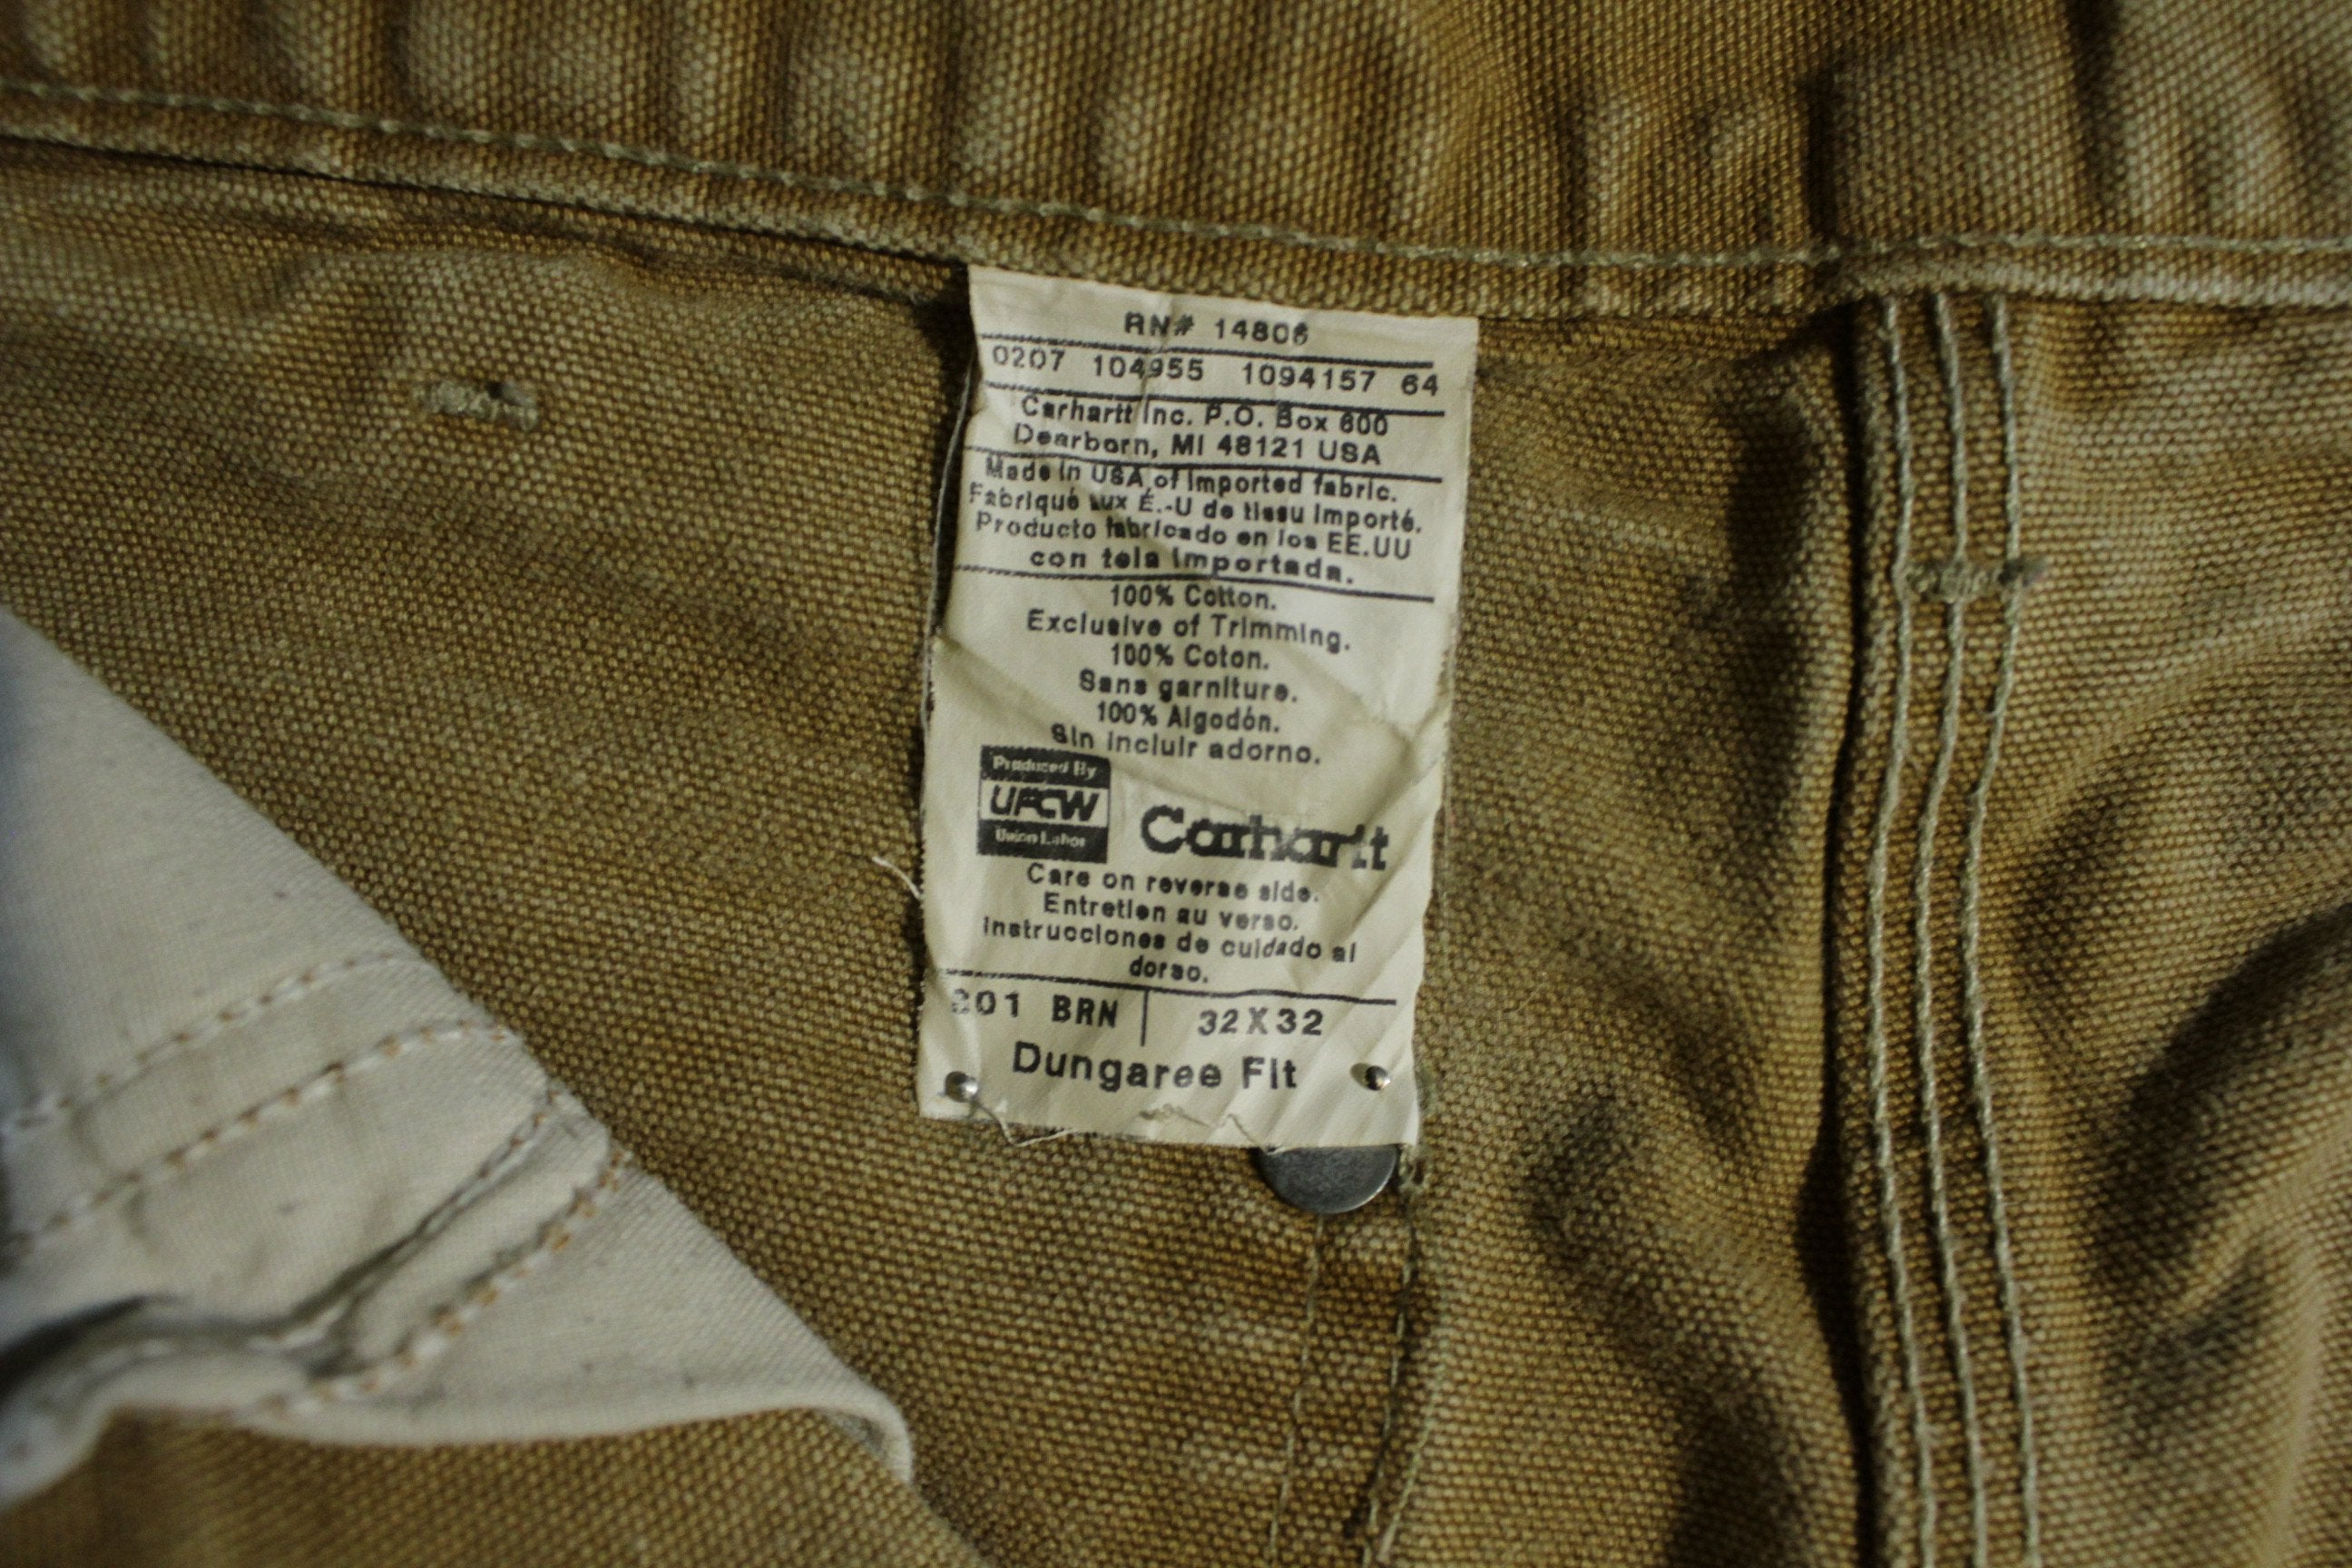 RN# 14806
0207 104955 1094157 64
Carhartt Inc. P.O. Box 600
Dearborn, MI 48121 USA
Made in USA of imported fabric.
Fabriqué aux É.-U de tissu importé.
Producto fabricado en los EE.UU
con tela importada.
100% Cotton.
Exclusive of Trimming.
100% Coton.
Sans garniture.
100% Algodón.
Sin incluir adorno.
Produced By
UFCW
Union Labor
Carhartt
Care on reverse side.
Entretien au verso.
Instrucciones de cuidado al
dorso.
BRN 32X32
Dungaree Fit